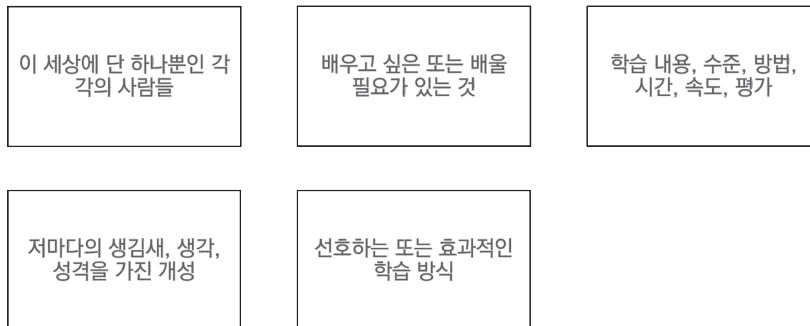 이 세상에 단 하나뿐인 각
각의 사람들
배우고 싶은 또는 배울
필요가 있는 것
학습 내용, 수준, 방법,
시간, 속도, 평가
저마다의 생김새, 생각,
성격을 가진 개성
선호하는 또는 효과적인
학습 방식